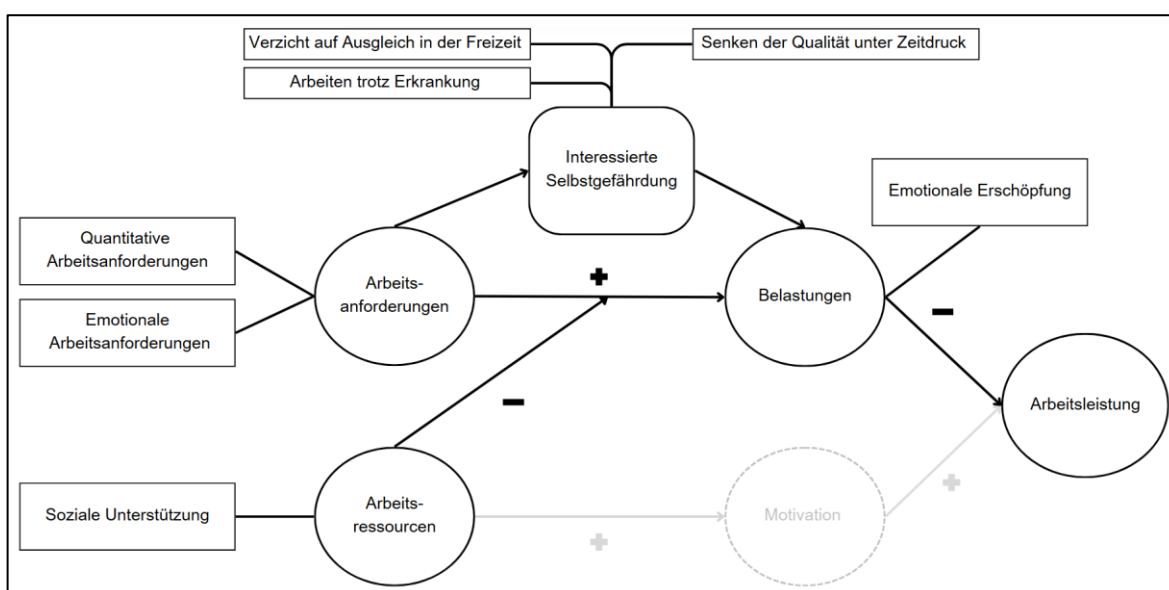 Verzicht auf Ausgleich in der Freizeit
Senken der Qualität unter Zeitdruck
Arbeiten trotz Erkrankung
Interessierte
Selbstgefährdung
Emotionale Erschöpfung
Quantitative
Arbeitsanforderungen
Arbeits-
anforderungen
+
Belastungen
Emotionale
Arbeitsanforderungen
−
−
Arbeitsleistung
Soziale Unterstützung
Arbeits-
ressourcen
+
Motivation
+